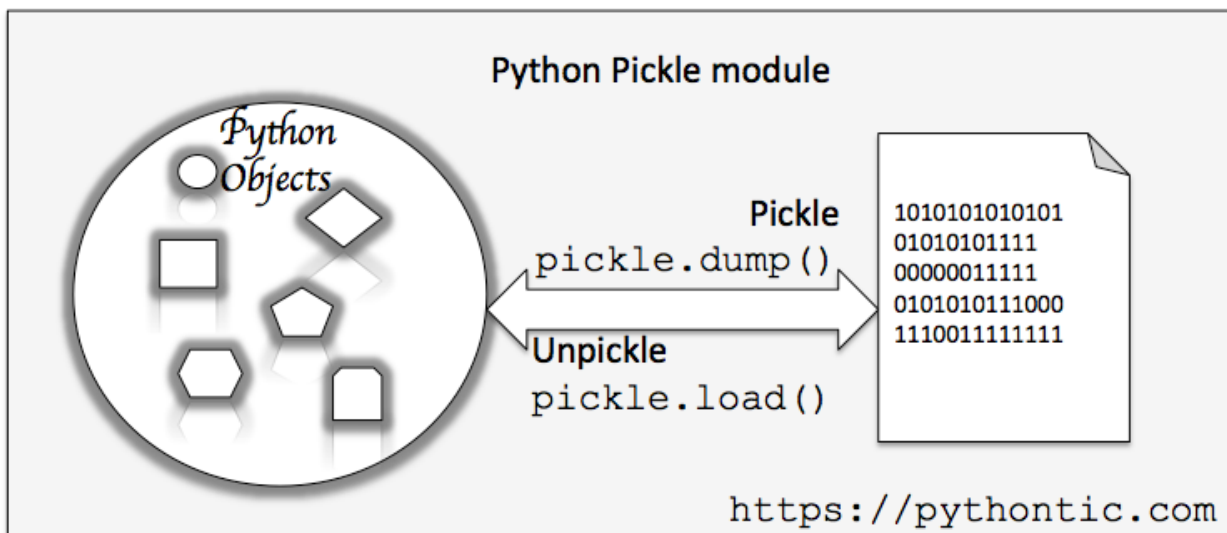 Python Pickle module
Python
Objects
Pickle
pickle.dump()
Unpickle
pickle.load()
1010101010101
01010101111
00000011111
0101010111000
1110011111111
https://pythontic.com